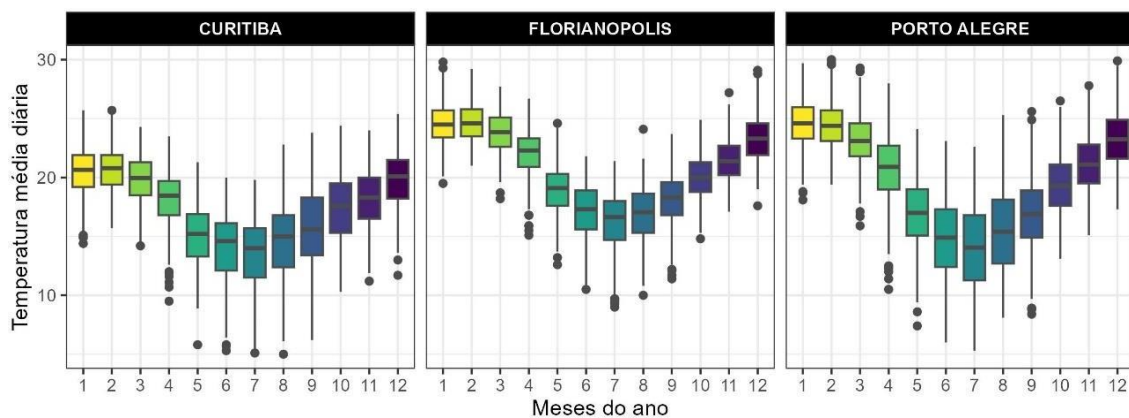 CURITIBA FLORIANOPOLIS PORTO ALEGRE
Temperatura média diária
30
20
10
1 2 3 4 5 6 7 8 9 10 11 12 1 2 3 4 5 6 7 8 9 10 11 12 1 2 3 4 5 6 7 8 9 10 11 12
Meses do ano